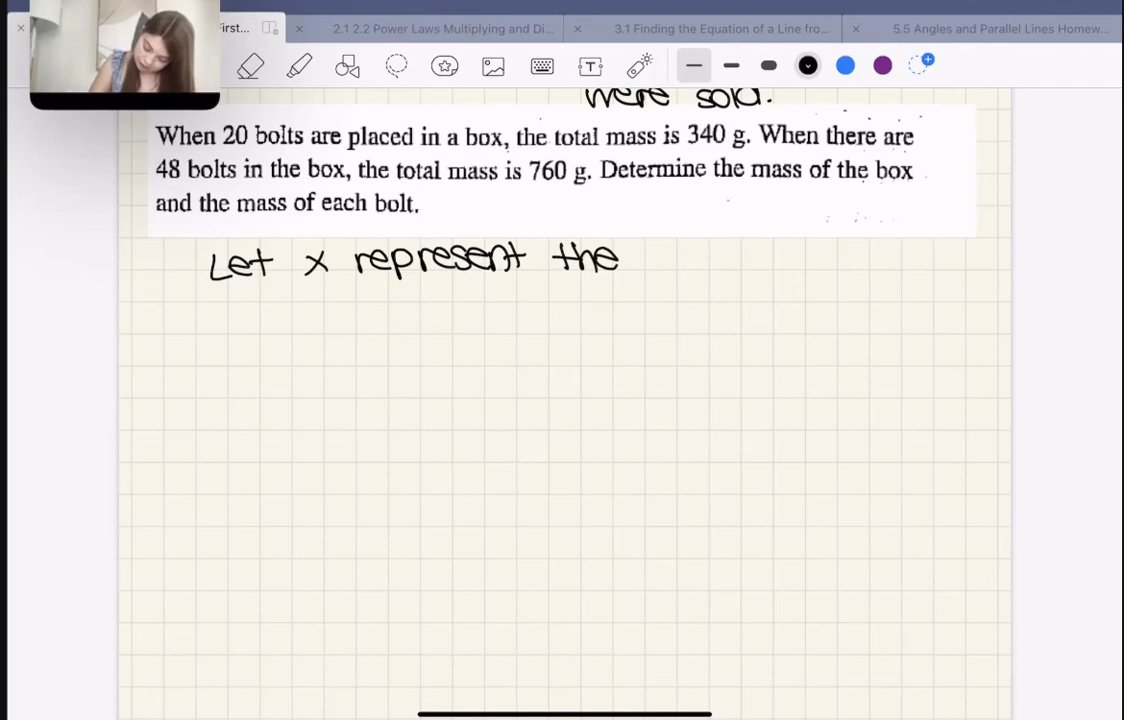 First...
2.1 2.2 Power Laws Multiplying and Di...
3.1 Finding the Equation of a Line fro...
5.5 Angles and Parallel Lines Homew...
were sold.
When 20 bolts are placed in a box, the total mass is 340 g. When there are
48 bolts in the box, the total mass is 760 g. Determine the mass of the box
and the mass of each bolt.
Let x represent the